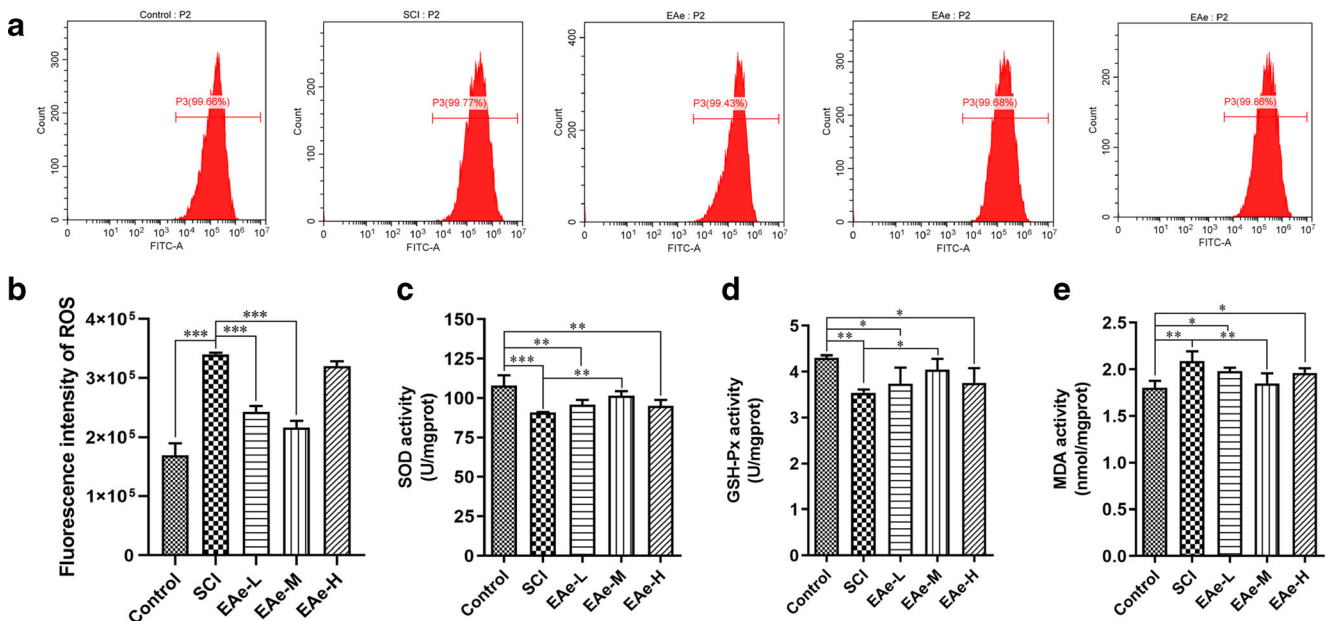 a
Control : P2
Count
0
100
200
300
P3(99.66%)
0 10¹ 10² 10³ 10⁴ 10⁵ 10⁶ 10⁷
FITC-A
SCI : P2
Count
0
100
200
300
P3(99.77%)
0 10¹ 10² 10³ 10⁴ 10⁵ 10⁶ 10⁷
FITC-A
EAe : P2
Count
0
200
400
P3(99.43%)
0 10¹ 10² 10³ 10⁴ 10⁵ 10⁶ 10⁷
FITC-A
EAe : P2
Count
0
100
200
300
P3(99.68%)
0 10¹ 10² 10³ 10⁴ 10⁵ 10⁶ 10⁷
FITC-A
EAe : P2
Count
0
100
200
P3(99.86%)
0 10¹ 10² 10³ 10⁴ 10⁵ 10⁶ 10⁷
FITC-A
b
Fluorescence intensity of ROS
4×10⁵
3×10⁵
2×10⁵
1×10⁵
0
***
***
***
Control
SCI
EAe-L
EAe-M
EAe-H
c
SOD activity
(U/mgprot)
150
125
100
75
50
25
0
**
**
***
**
Control
SCI
EAe-L
EAe-M
EAe-H
d
GSH-Px activity
(U/mgprot)
5
4
3
2
1
0
*
*
**
*
Control
SCI
EAe-L
EAe-M
EAe-H
e
MDA activity
(nmol/mgprot)
2.5
2.0
1.5
1.0
0.5
0.0
*
*
**
**
Control
SCI
EAe-L
EAe-M
EAe-H